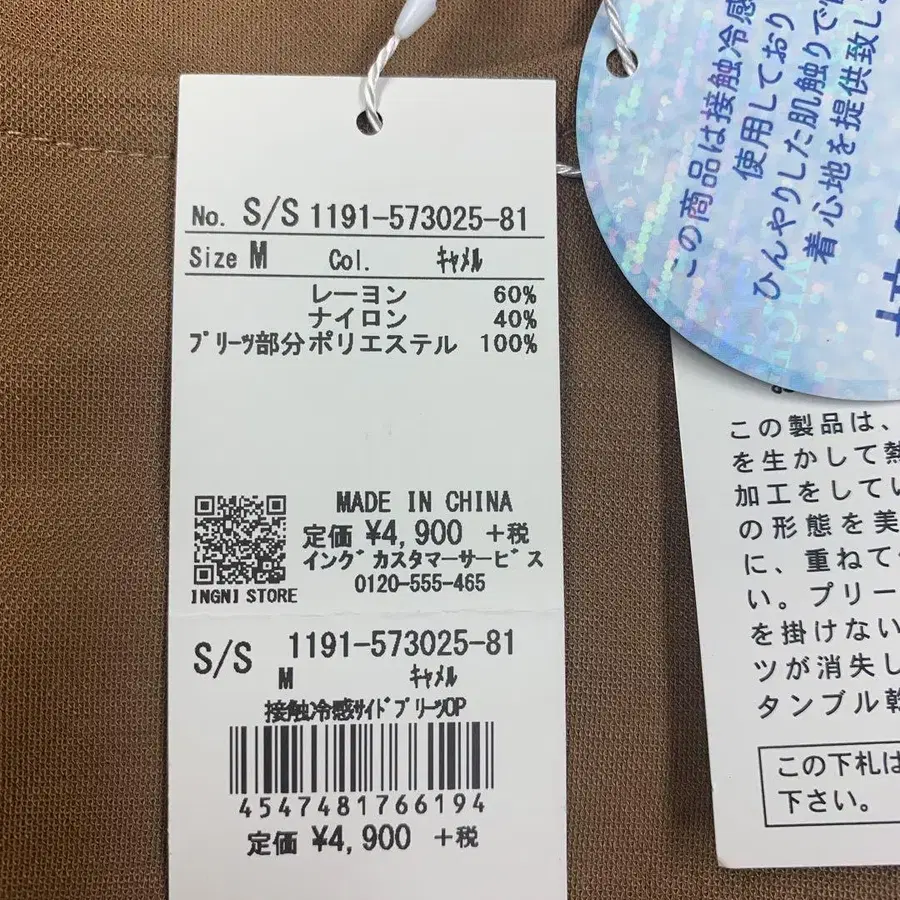 No. S/S 1191-573025-81
Size M Col. ｷｬﾒﾙ
レーヨン 60%
ナイロン 40%
ﾌﾟﾘｰﾂ部分ポリエステル 100%
MADE IN CHINA
定価 ¥4,900 +税
イングカスタマーサービス
0120-555-465
INGNI STORE
S/S 1191-573025-81
M ｷｬﾒﾙ
接触冷感ｻｲﾄﾞﾌﾟﾘｰﾂOP
4547481766194
定価 ¥4,900 +税
この商品は接触冷感
使用しており
ひんやりした肌触りで
着心地を提供致しま
この製品は、
を生かして熱
加工をしてい
の形態を美
に、重ねて
い。プリー
を掛けない
ツが消失し
タンブル乾
この下札は
下さい。